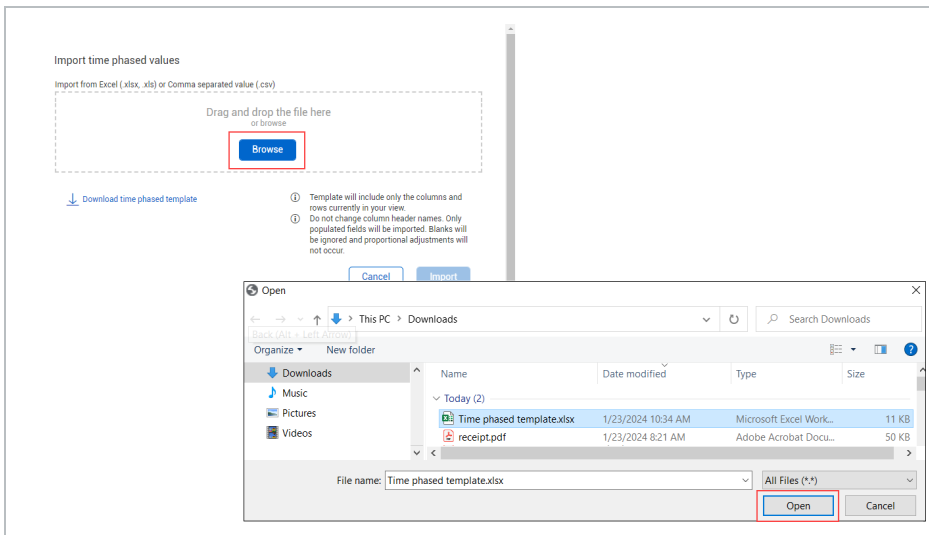 Import time phased values
Import from Excel (.xlsx, .xls) or Comma separated value (.csv)
Drag and drop the file here
or browse
Browse
Download time phased template
Template will include only the columns and
rows currently in your view.
Do not change column header names. Only
populated fields will be imported. Blanks will
be ignored and proportional adjustments will
not occur.
Cancel
Import
Open
This PC > Downloads
Search Downloads
Back (Alt + Left Arrow)
Organize
New folder
?
Downloads
Music
Pictures
Videos
Name
Date modified
Type
Size
Today (2)
Time phased template.xlsx 1/23/2024 10:34 AM Microsoft Excel Work... 11 KB
receipt.pdf 1/23/2024 8:21 AM Adobe Acrobat Docu... 50 KB
File name: Time phased template.xlsx
All Files (*.*)
Open
Cancel